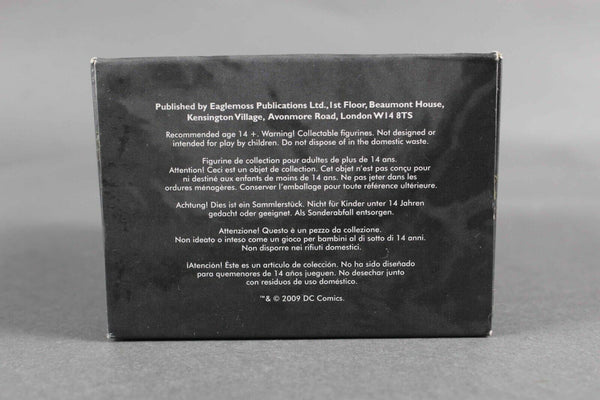 Published by Eaglemoss Publications Ltd.,1st Floor, Beaumont House,
Kensington Village, Avonmore Road, London W14 8TS
Recommended age 14 +. Warning! Collectable figurines. Not designed or
intended for play by children. Do not dispose of in the domestic waste.
Figurine de collection pour adultes de plus de 14 ans.
Attention! Ceci est un objet de collection. Cet objet n'est pas conçu pour
ni destiné aux enfants de moins de 14 ans. Ne pas jeter dans les
ordures ménagères. Conserver l'emballage pour toute référence ultérieure.
Achtung! Dies ist ein Sammlerstück. Nicht für Kinder unter 14 Jahren
gedacht oder geeignet. Als Sonderabfall entsorgen.
Attenzione! Questo è un pezzo da collezione.
Non ideato o inteso come un gioco per bambini al di sotto di 14 anni.
Non disporre nei rifiuti domestici.
¡Atención! Este es un articulo de colección. No ha sido diseñado
para quemenores de 14 años jueguen. No desechar junto
con residuos de uso doméstico.
™& © 2009 DC Comics.